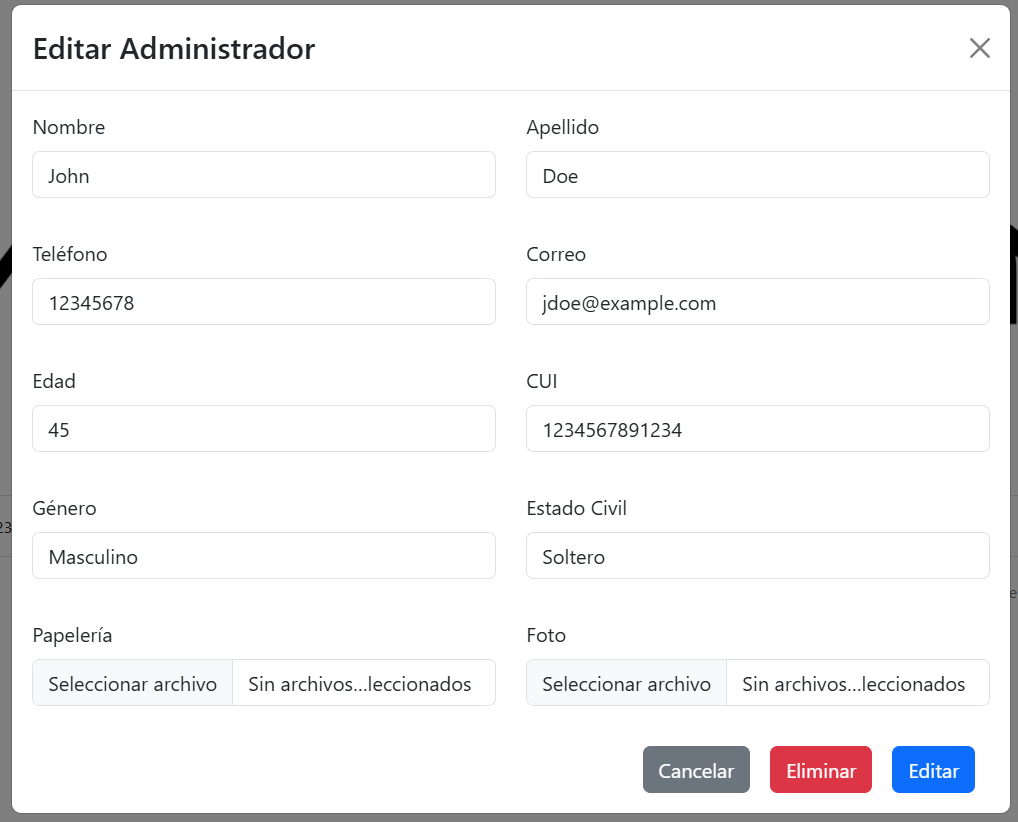 Editar Administrador
Nombre
Apellido
John
Doe
Teléfono
Correo
12345678
jdoe@example.com
Edad
CUI
45
1234567891234
Género
Estado Civil
23
Masculino
Soltero
Papelería
Foto
Seleccionar archivo Sin archivos...leccionados
Seleccionar archivo Sin archivos...leccionados
Cancelar Eliminar Editar